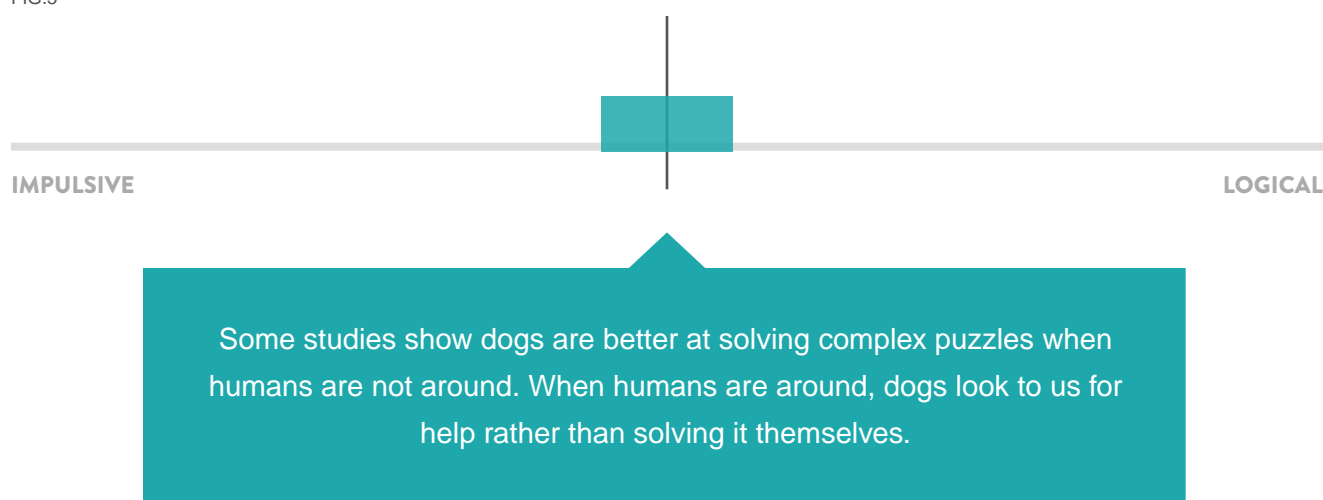 IMPULSIVE
LOGICAL
Some studies show dogs are better at solving complex puzzles when
humans are not around. When humans are around, dogs look to us for
help rather than solving it themselves.